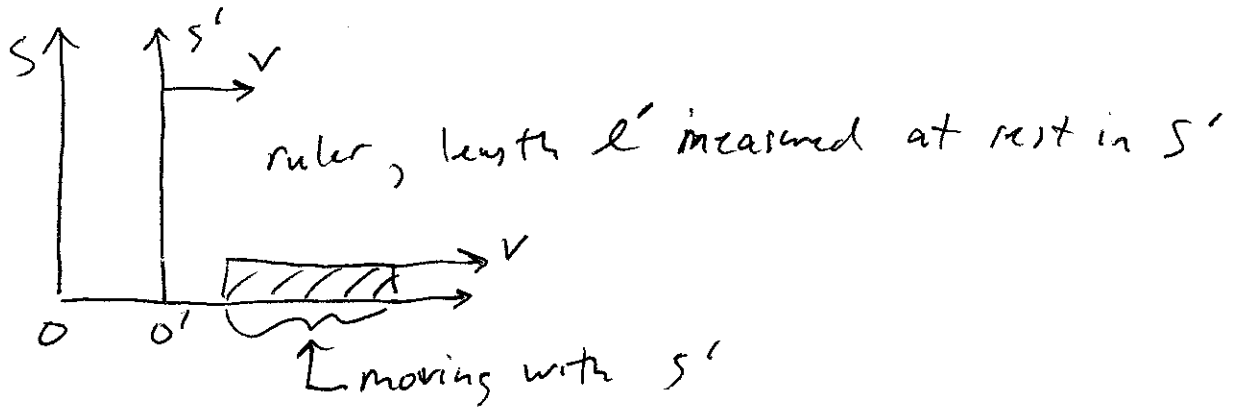 S
S'
V
ruler, length ℓ' measured at rest in S'
V
O O'
moving with S'